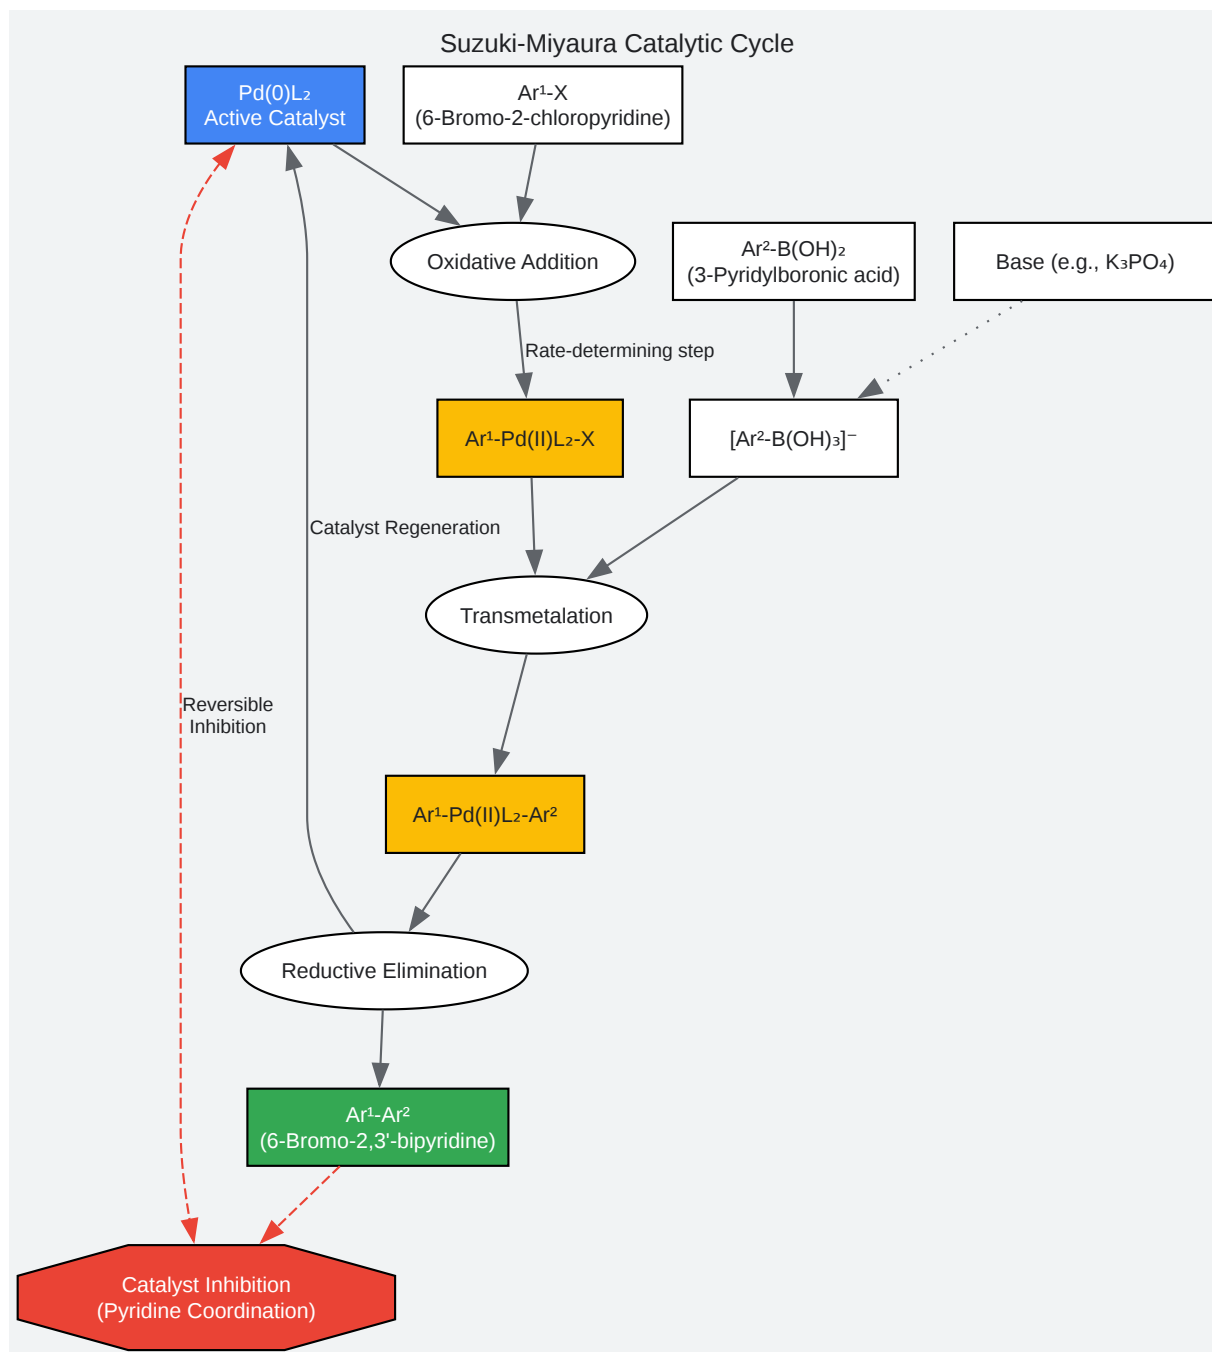 Suzuki-Miyaura Catalytic Cycle
Pd(0)L₂
Active Catalyst
Ar¹-X
(6-Bromo-2-chloropyridine)
Oxidative Addition
Ar²-B(OH)₂
(3-Pyridylboronic acid)
Base (e.g., K₃PO₄)
Rate-determining step
Ar¹-Pd(II)L₂-X
[Ar²-B(OH)₃]⁻
Catalyst Regeneration
Transmetalation
Reversible
Inhibition
Ar¹-Pd(II)L₂-Ar²
Reductive Elimination
Ar¹-Ar²
(6-Bromo-2,3'-bipyridine)
Catalyst Inhibition
(Pyridine Coordination)